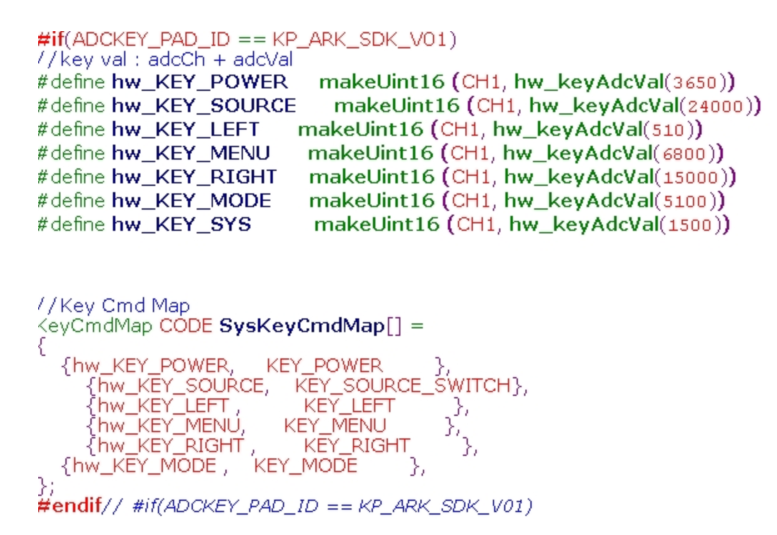 #if(ADCKEY_PAD_ID == KP_ARK_SDK_V01)
//key val : adcCh + adcVal
#define hw_KEY_POWER makeUint16 (CH1, hw_keyAdcVal(3650))
#define hw_KEY_SOURCE makeUint16 (CH1, hw_keyAdcVal(24000))
#define hw_KEY_LEFT makeUint16 (CH1, hw_keyAdcVal(510))
#define hw_KEY_MENU makeUint16 (CH1, hw_keyAdcVal(6800))
#define hw_KEY_RIGHT makeUint16 (CH1, hw_keyAdcVal(15000))
#define hw_KEY_MODE makeUint16 (CH1, hw_keyAdcVal(5100))
#define hw_KEY_SYS makeUint16 (CH1, hw_keyAdcVal(1500))
//Key Cmd Map
KeyCmdMap CODE SysKeyCmdMap[] =
{
{hw_KEY_POWER, KEY_POWER },
{hw_KEY_SOURCE, KEY_SOURCE_SWITCH},
{hw_KEY_LEFT , KEY_LEFT },
{hw_KEY_MENU, KEY_MENU },
{hw_KEY_RIGHT , KEY_RIGHT },
{hw_KEY_MODE , KEY_MODE },
};
#endif// #if(ADCKEY_PAD_ID == KP_ARK_SDK_V01)